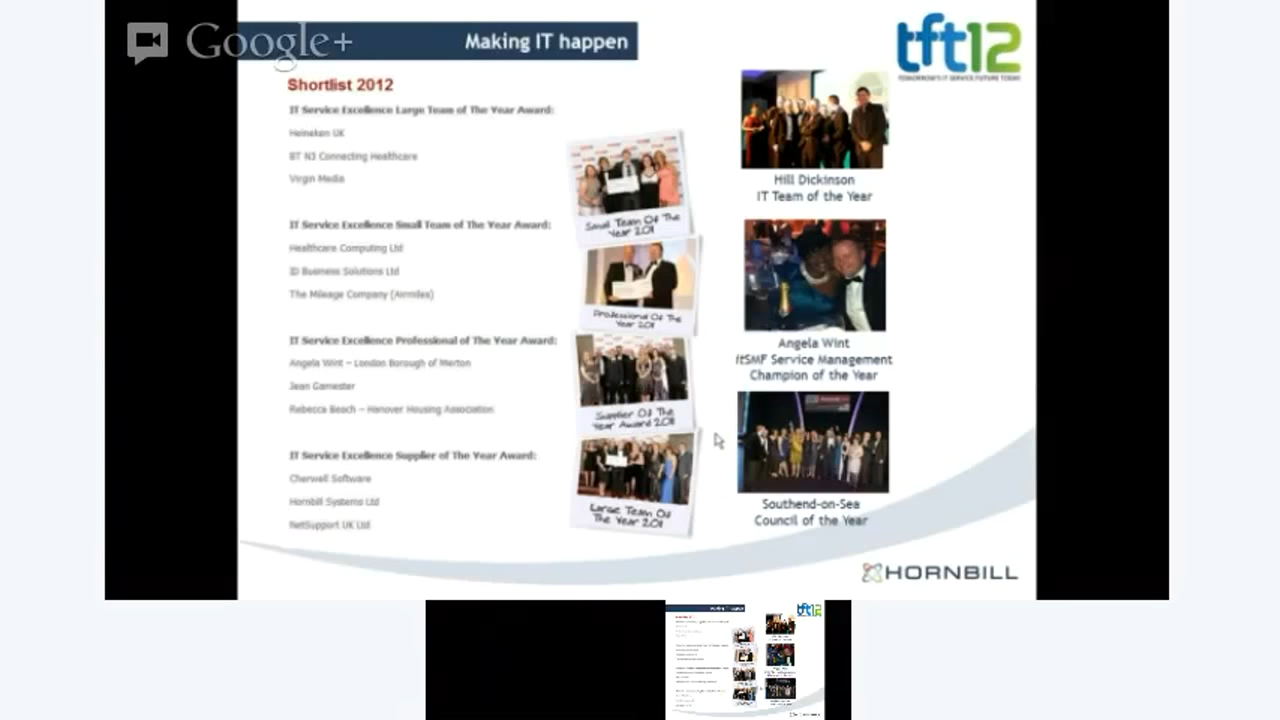 Google+
Making IT happen
tft12
TOMORROW'S IT SERVICE FUTURE TODAY
Shortlist 2012
IT Service Excellence Large Team of The Year Award:
Heineken UK
BT N3 Connecting Healthcare
Virgin Media
IT Service Excellence Small Team of The Year Award:
Healthcare Computing Ltd
ID Business Solutions Ltd
The Mileage Company (Airmiles)
IT Service Excellence Professional of The Year Award:
Angela Wint – London Borough of Merton
Jean Gamester
Rebecca Beach – Hanover Housing Association
IT Service Excellence Supplier of The Year Award:
Cherwell Software
Hornbill Systems Ltd
NetSupport UK Ltd
Small Team Of The
Year 2011
Professional Of The
Year 2011
Supplier Of The
Year Award 2011
Large Team Of
The Year 2011
Hill Dickinson
IT Team of the Year
Angela Wint
itSMF Service Management
Champion of the Year
Southend-on-Sea
Council of the Year
HORNBILL